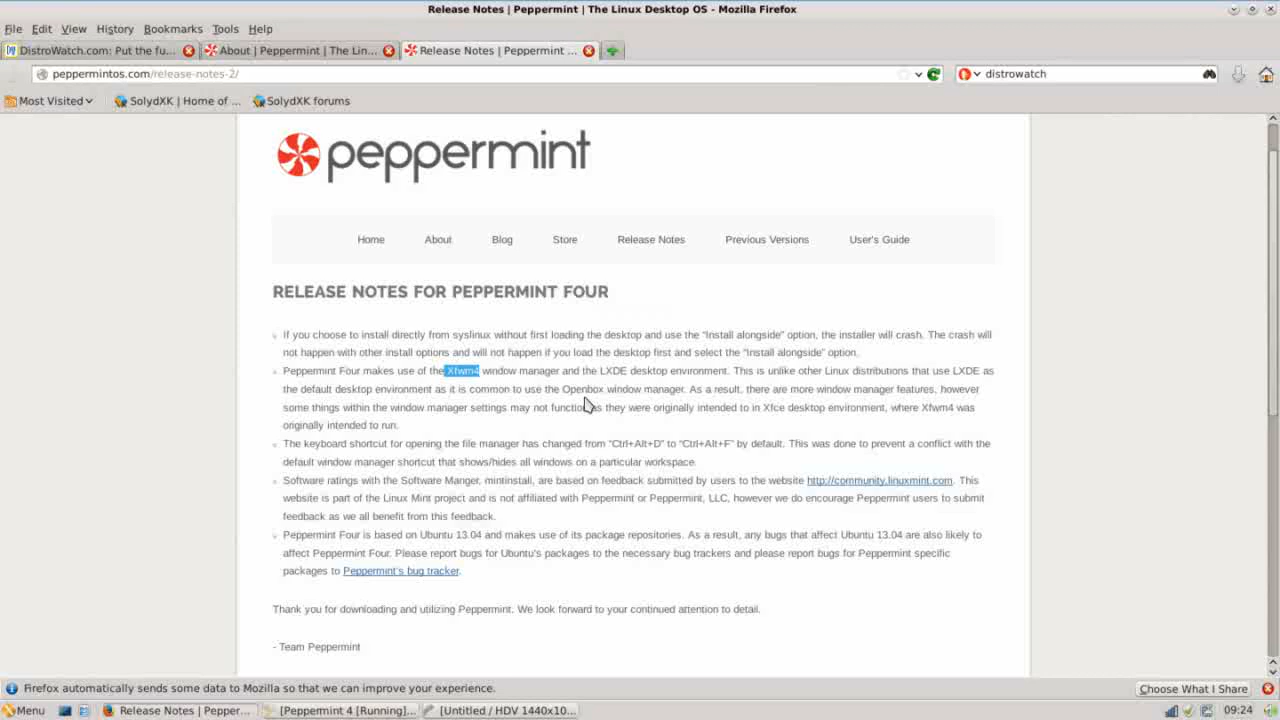 Release Notes | Peppermint | The Linux Desktop OS - Mozilla Firefox
File Edit View History Bookmarks Tools Help
DistroWatch.com: Put the fu... About | Peppermint | The Lin... Release Notes | Peppermint ...
peppermintos.com/release-notes-2/ distrowatch
Most Visited SolydXK | Home of ... SolydXK forums
peppermint
Home About Blog Store Release Notes Previous Versions User's Guide
RELEASE NOTES FOR PEPPERMINT FOUR
If you choose to install directly from syslinux without first loading the desktop and use the “Install alongside” option, the installer will crash. The crash will
not happen with other install options and will not happen if you load the desktop first and select the “Install alongside” option.
Peppermint Four makes use of the Xfwm4 window manager and the LXDE desktop environment. This is unlike other Linux distributions that use LXDE as
the default desktop environment as it is common to use the Openbox window manager. As a result, there are more window manager features, however
some things within the window manager settings may not function as they were originally intended to in Xfce desktop environment, where Xfwm4 was
originally intended to run.
The keyboard shortcut for opening the file manager has changed from “Ctrl+Alt+D” to “Ctrl+Alt+F” by default. This was done to prevent a conflict with the
default window manager shortcut that shows/hides all windows on a particular workspace.
Software ratings with the Software Manger, mintinstall, are based on feedback submitted by users to the website http://community.linuxmint.com. This
website is part of the Linux Mint project and is not affiliated with Peppermint or Peppermint, LLC, however we do encourage Peppermint users to submit
feedback as we all benefit from this feedback.
Peppermint Four is based on Ubuntu 13.04 and makes use of its package repositories. As a result, any bugs that affect Ubuntu 13.04 are also likely to
affect Peppermint Four. Please report bugs for Ubuntu's packages to the necessary bug trackers and please report bugs for Peppermint specific
packages to Peppermint's bug tracker.
Thank you for downloading and utilizing Peppermint. We look forward to your continued attention to detail.
- Team Peppermint
Firefox automatically sends some data to Mozilla so that we can improve your experience. Choose What I Share
Menu Release Notes | Pepper... [Peppermint 4 [Running]... [Untitled / HDV 1440x10... 09:24